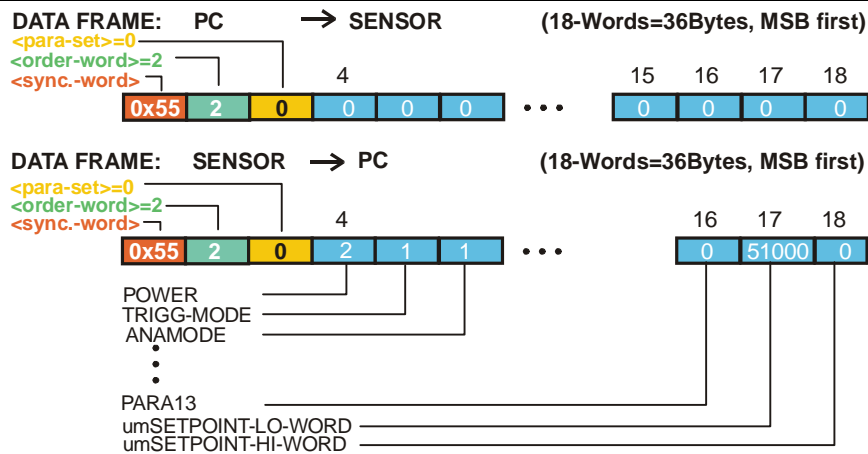 DATA FRAME: PC → SENSOR (18-Words=36Bytes, MSB first)
<para-set>=0
<order-word>=2
<sync.-word>
4 15 16 17 18
0x55 2 0 0 0 0 • • • 0 0 0 0
DATA FRAME: SENSOR → PC (18-Words=36Bytes, MSB first)
<para-set>=0
<order-word>=2
<sync.-word>
4 16 17 18
0x55 2 0 2 1 1 • • • 0 51000 0
POWER
TRIGG-MODE
ANAMODE
PARA13
umSETPOINT-LO-WORD
umSETPOINT-HI-WORD